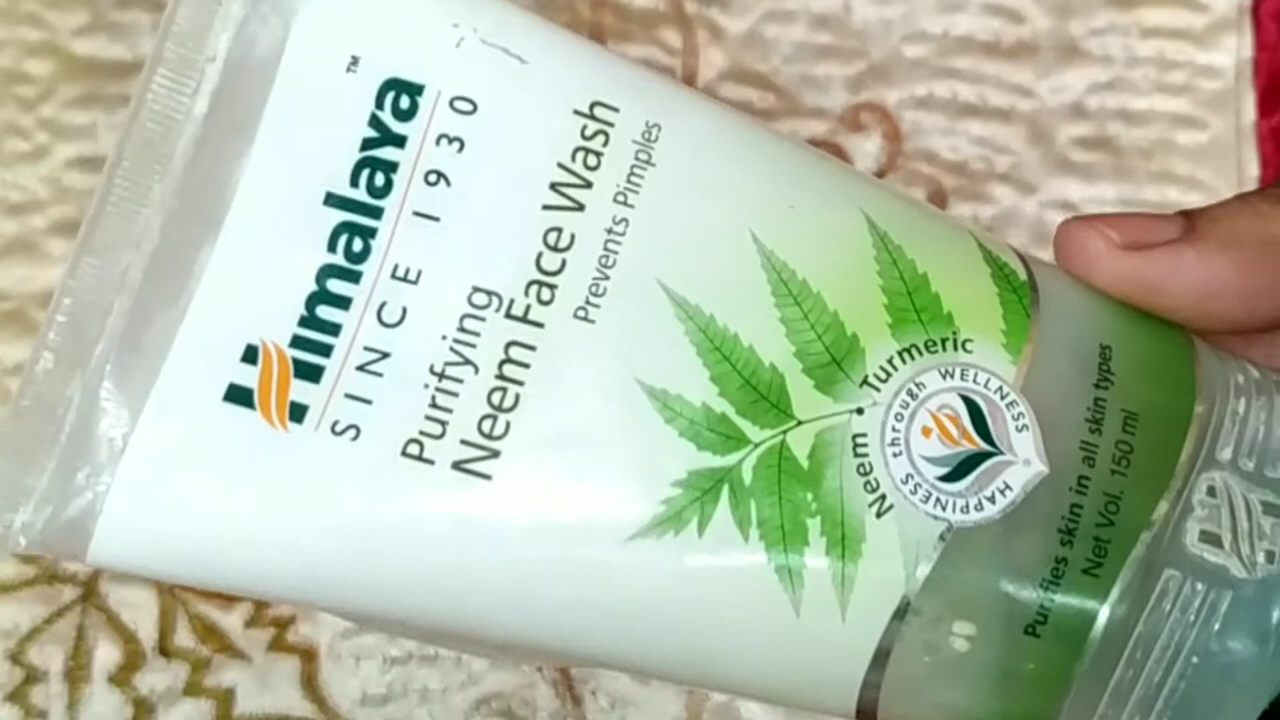 Himalaya™
SINCE 1930
Purifying
Neem Face Wash
Prevents Pimples
Neem • Turmeric
HAPPINESS through WELLNESS
Purifies skin in all skin types
Net Vol. 150 ml